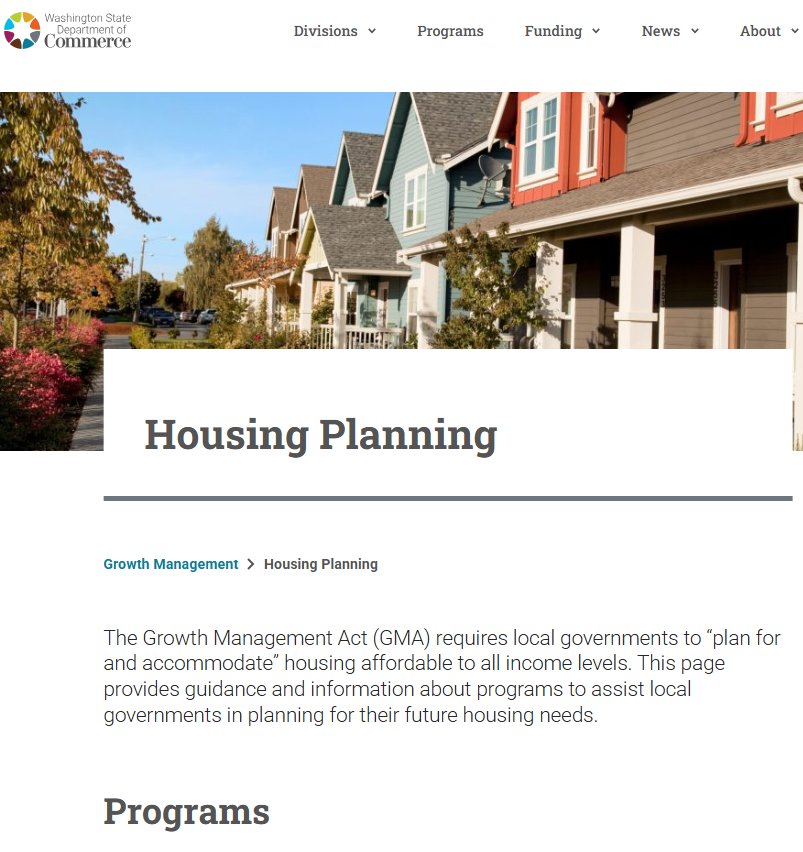 Washington State
Department of
Commerce
Divisions
Programs
Funding
News
About
Housing Planning
Growth Management
Housing Planning
The Growth Management Act (GMA) requires local governments to “plan for
and accommodate” housing affordable to all income levels. This page
provides guidance and information about programs to assist local
governments in planning for their future housing needs.
Programs